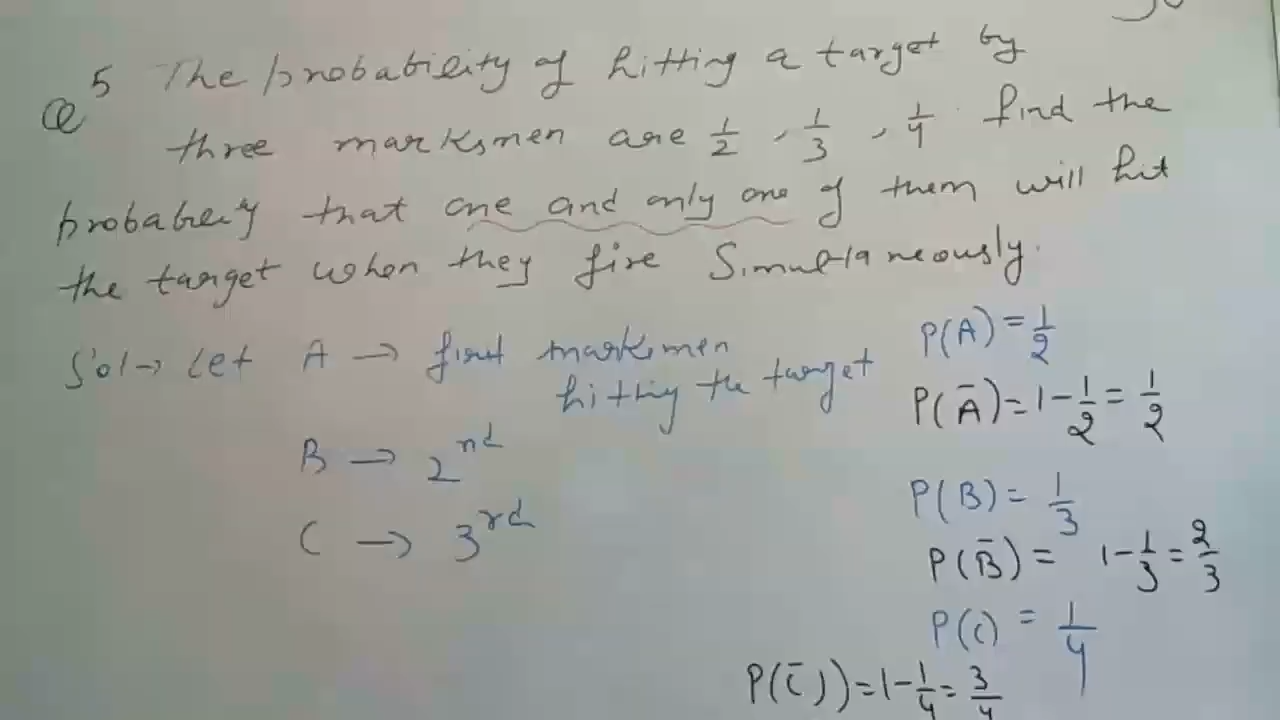 Q5 The probability of hitting a target by
three marksmen are 1/2, 1/3, 1/4. find the
probability that one and only one of them will hit
the target when they fire Simultaneously.
Sol→ Let A → first marksmen
hitting the target
B → 2nd
C → 3rd
P(A) = 1/2
P(Ā) = 1 - 1/2 = 1/2
P(B) = 1/3
P(B̄) = 1 - 1/3 = 2/3
P(C) = 1/4
P(C̄)) = 1 - 1/4 = 3/4